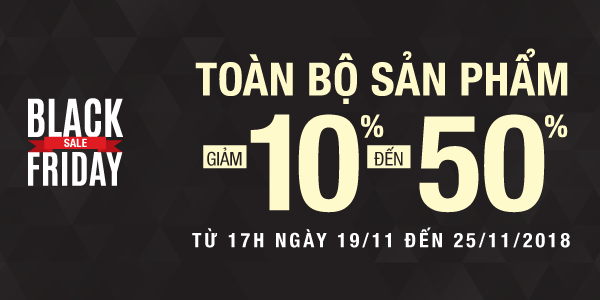 BLACK
SALE
FRIDAY
TOÀN BỘ SẢN PHẨM
GIẢM -10% ĐẾN -50%
TỪ 17H NGÀY 19/11 ĐẾN 25/11/2018